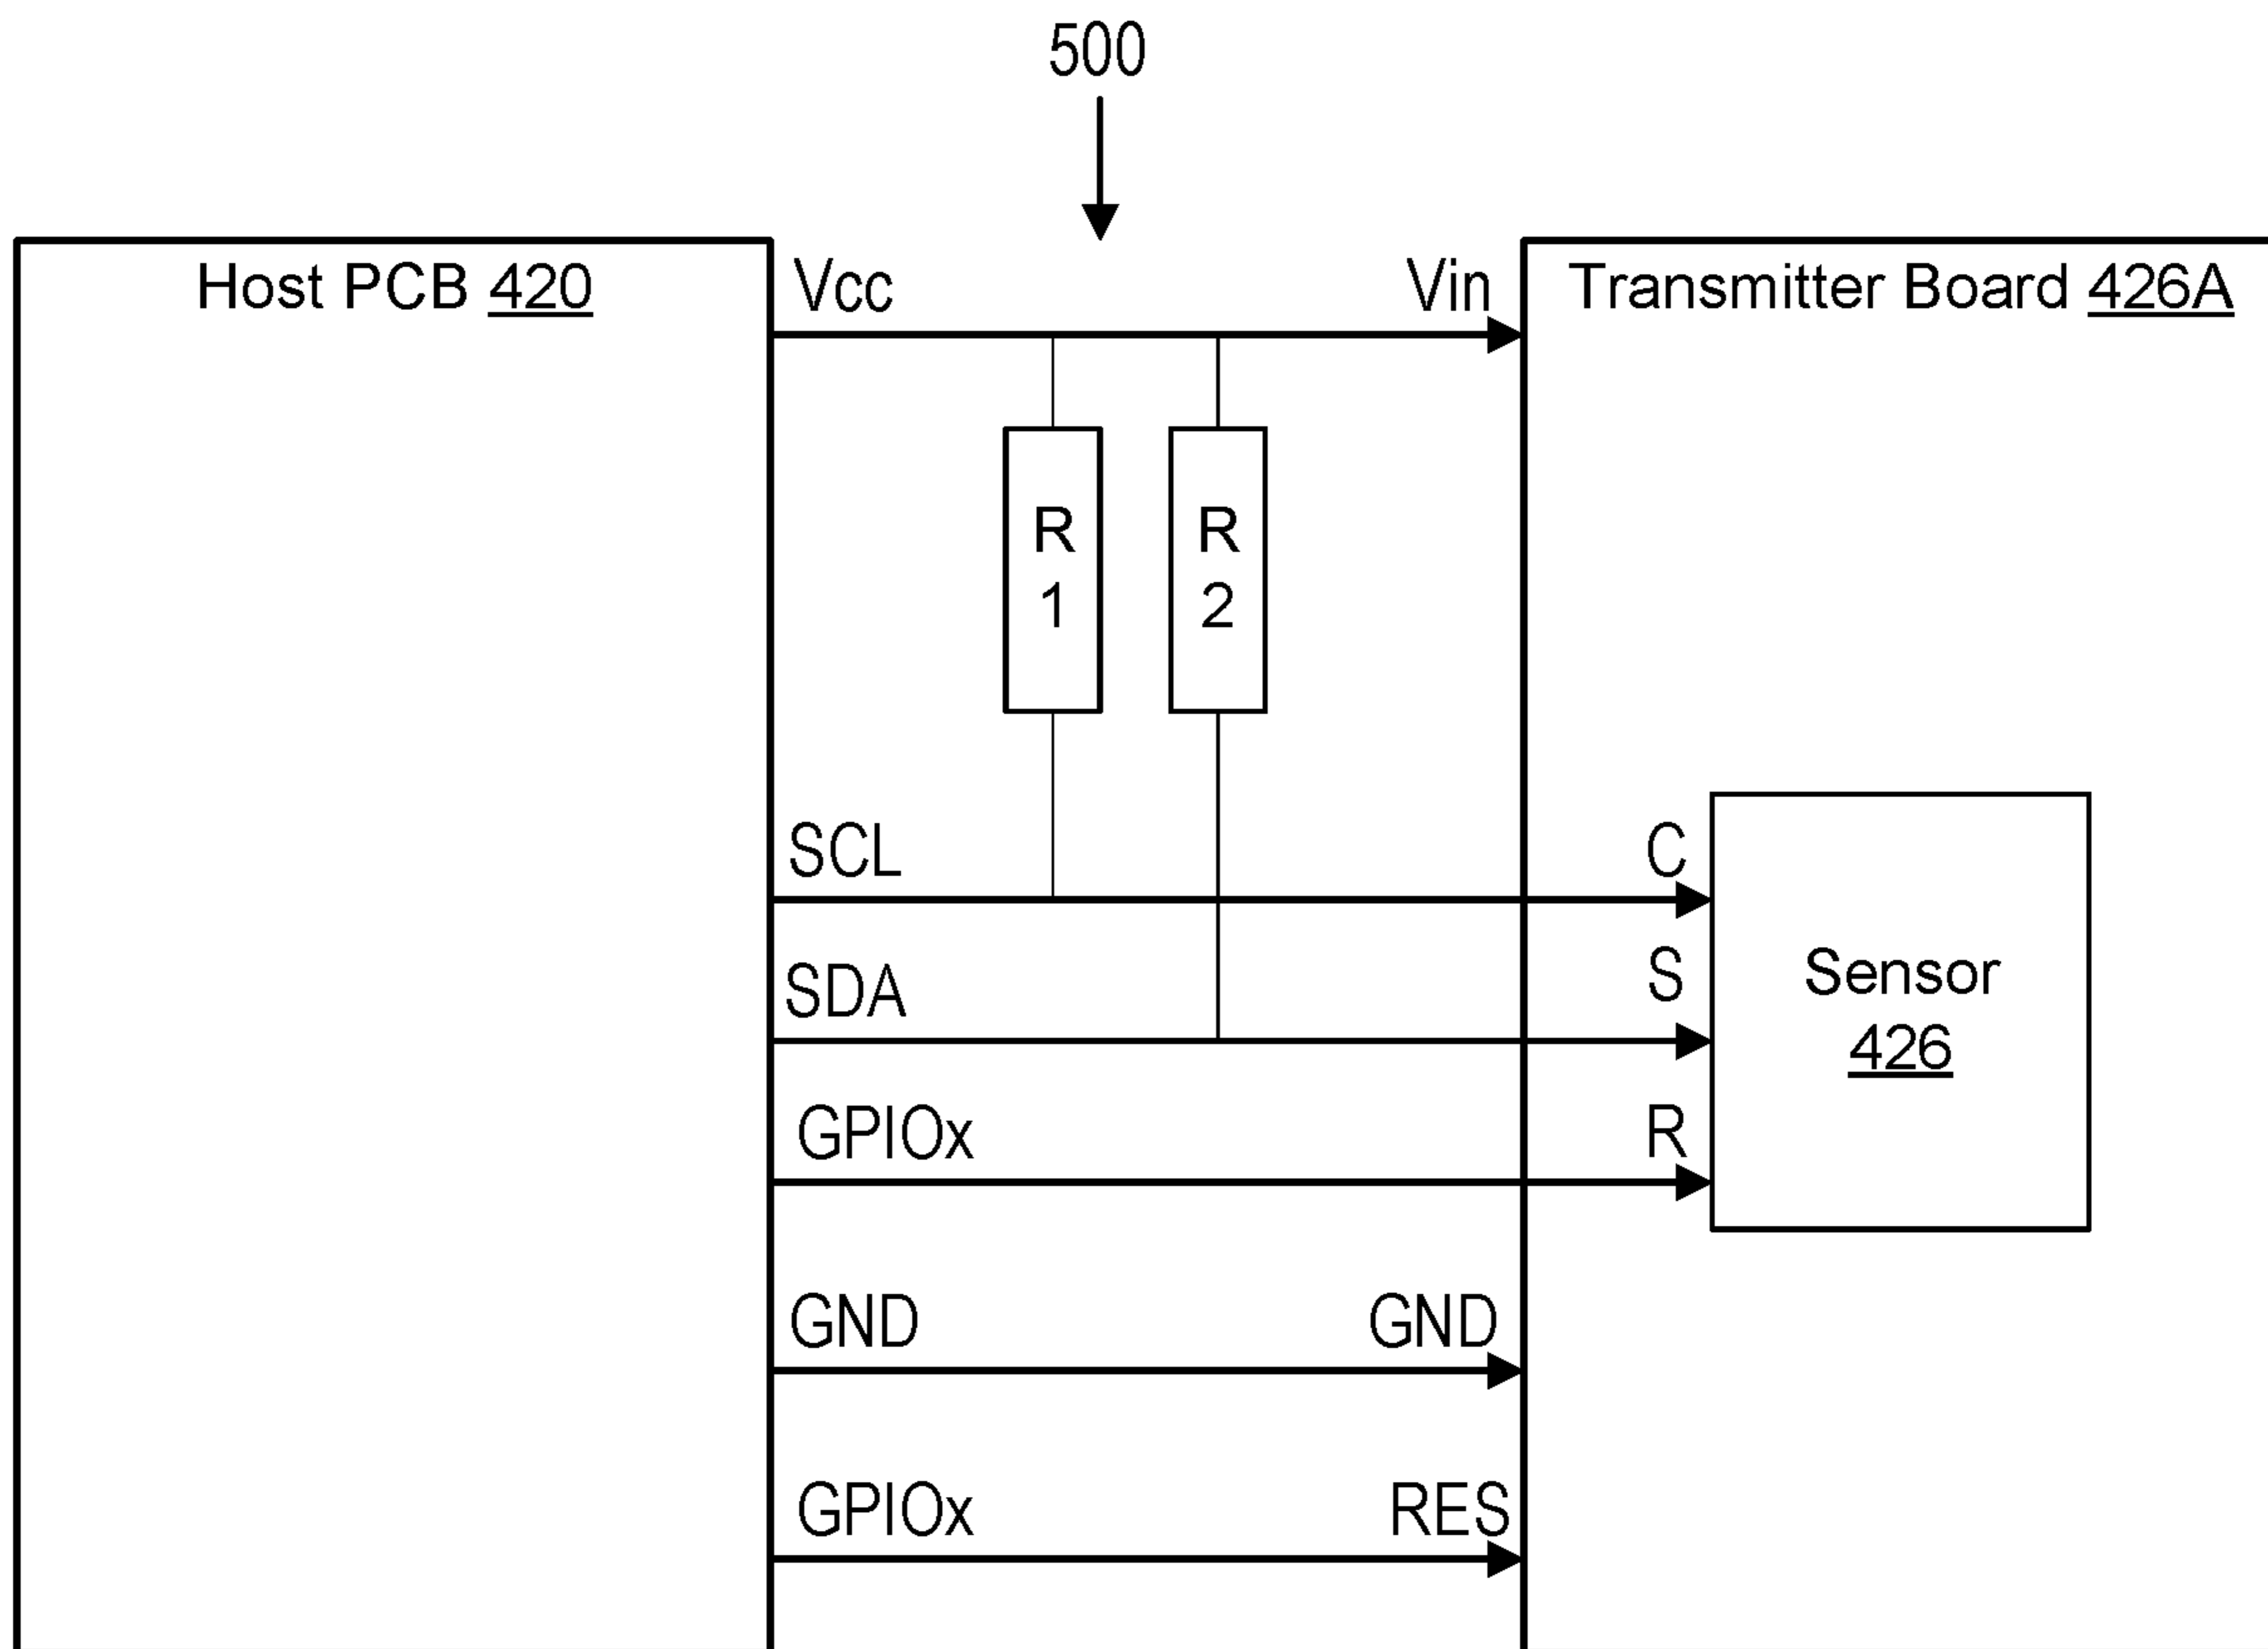 500
Host PCB 420
Vcc
Vin
Transmitter Board 426A
R
1
R
2
SCL
C
SDA
S
Sensor
426
GPIOx
R
GND
GND
GPIOx
RES